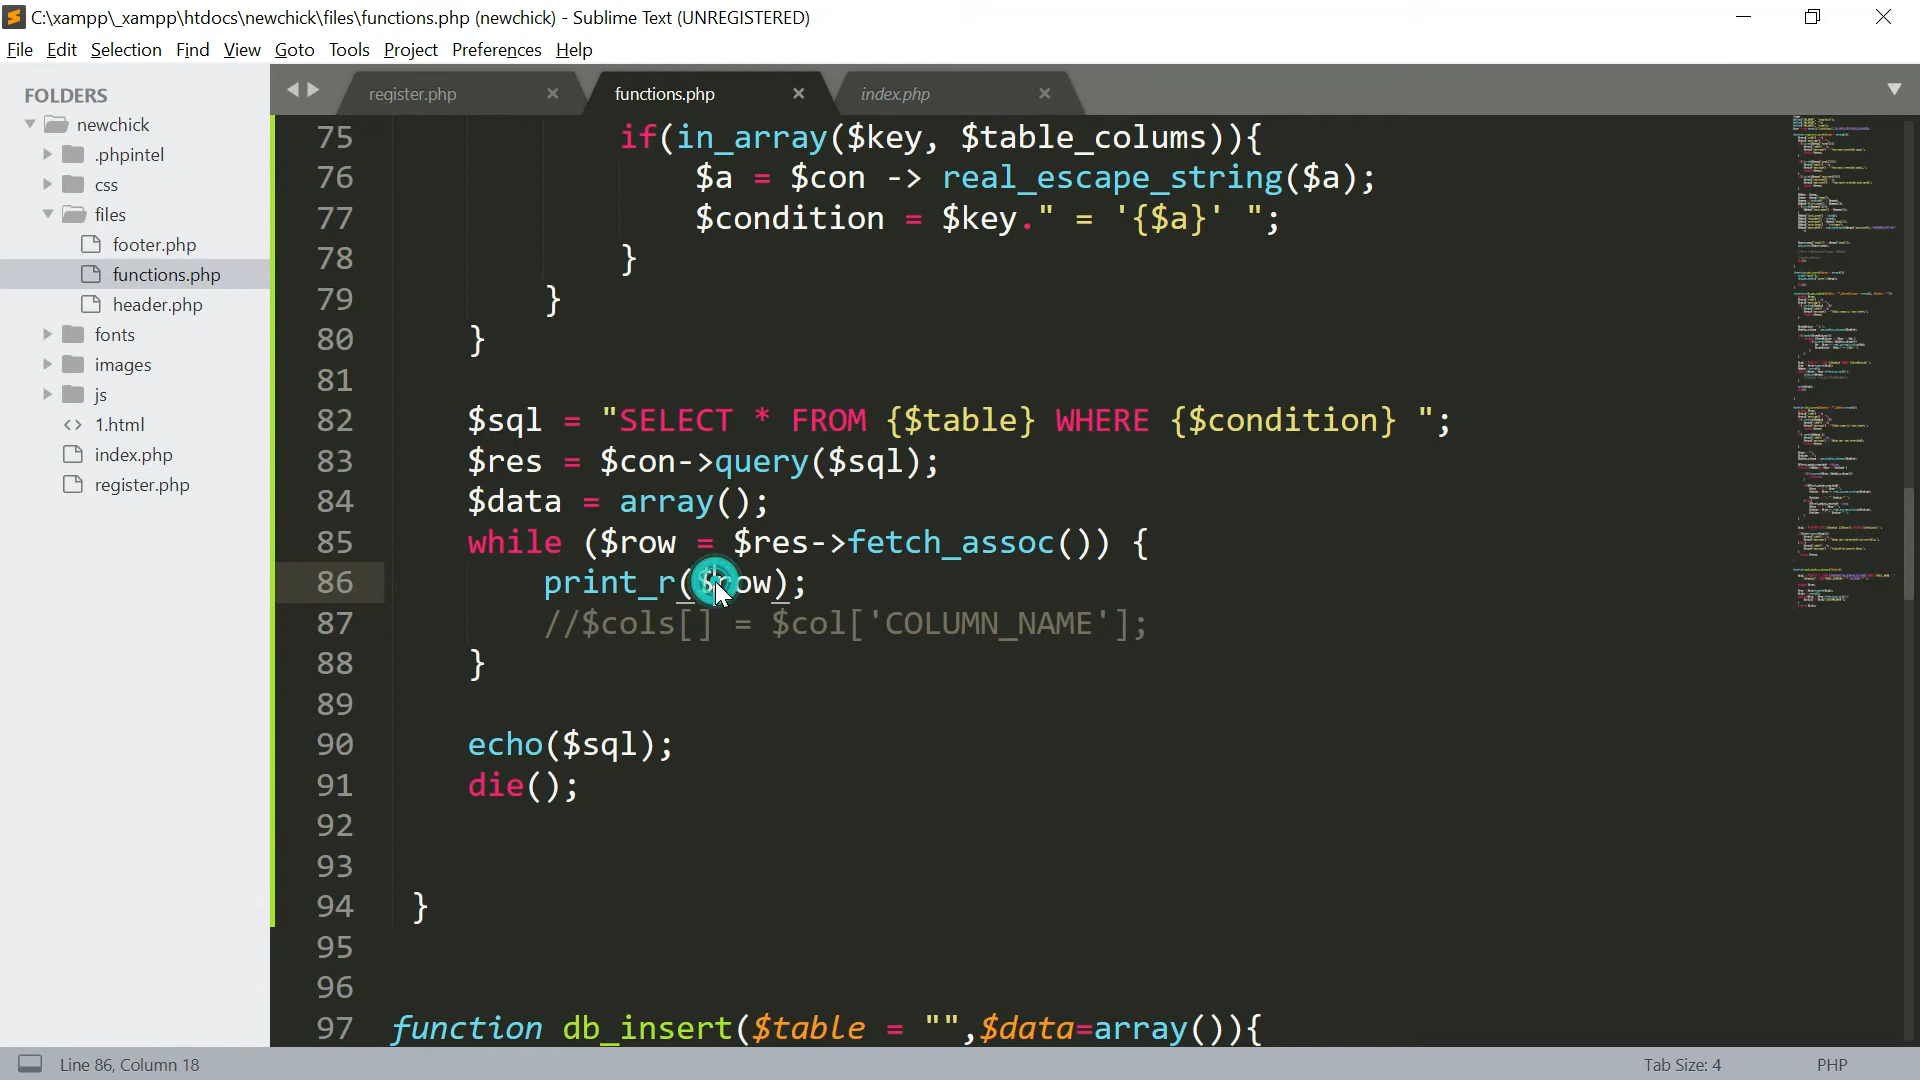 C:\xampp\_xampp\htdocs\newchick\files\functions.php (newchick) - Sublime Text (UNREGISTERED)
File Edit Selection Find View Goto Tools Project Preferences Help
FOLDERS
newchick
.phpintel
css
files
footer.php
functions.php
header.php
fonts
images
js
<> 1.html
index.php
register.php
register.php functions.php index.php
75 if(in_array($key, $table_colums)){
76 $a = $con -> real_escape_string($a);
77 $condition = $key." = '{$a}' ";
78 }
79 }
80 }
81
82 $sql = "SELECT * FROM {$table} WHERE {$condition} ";
83 $res = $con->query($sql);
84 $data = array();
85 while ($row = $res->fetch_assoc()) {
86 print_r($row);
87 //$cols[] = $col['COLUMN_NAME'];
88 }
89
90 echo($sql);
91 die();
92
93
94 }
95
96
97 function db_insert($table = "",$data=array()){
Line 86, Column 18 Tab Size: 4 PHP